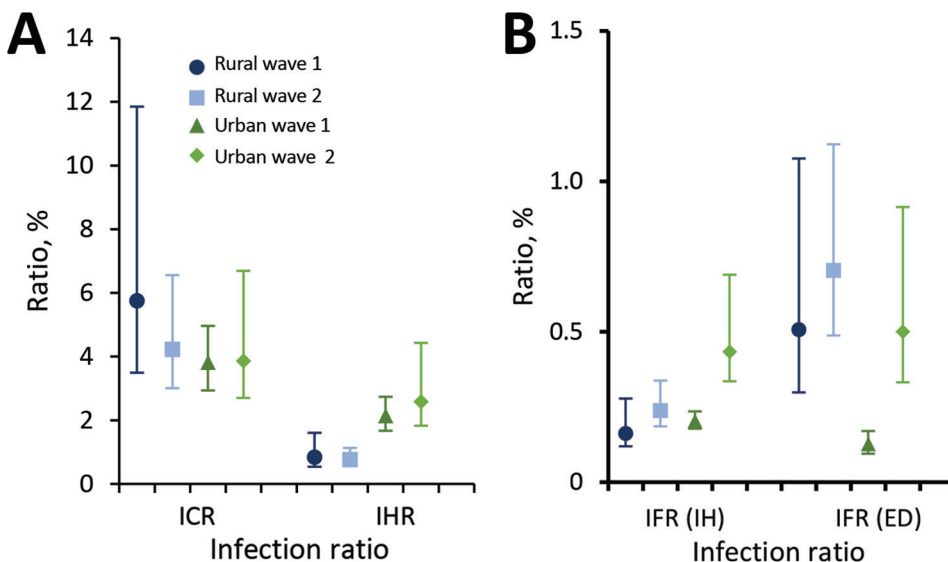 A
14
12
10
8
6
4
2
0
Ratio, %
Rural wave 1
Rural wave 2
Urban wave 1
Urban wave 2
ICR
IHR
Infection ratio
B
1.5
1.0
0.5
0
Ratio, %
IFR (IH)
IFR (ED)
Infection ratio